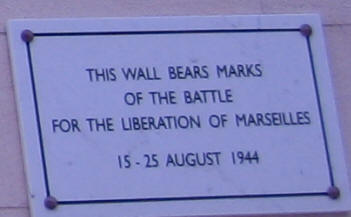 THIS WALL BEARS MARKS
OF THE BATTLE
FOR THE LIBERATION OF MARSEILLES
15 - 25 AUGUST 1944